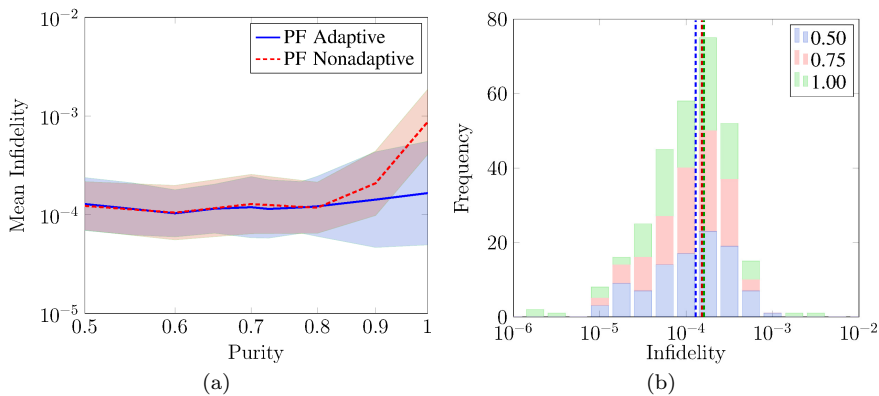 10−2
10−3
10−4
10−5
Mean Infidelity
PF Adaptive
PF Nonadaptive
0.5 0.6 0.7 0.8 0.9 1
Purity
(a)
80
60
40
20
0
Frequency
0.50
0.75
1.00
10−6 10−5 10−4 10−3 10−2
Infidelity
(b)